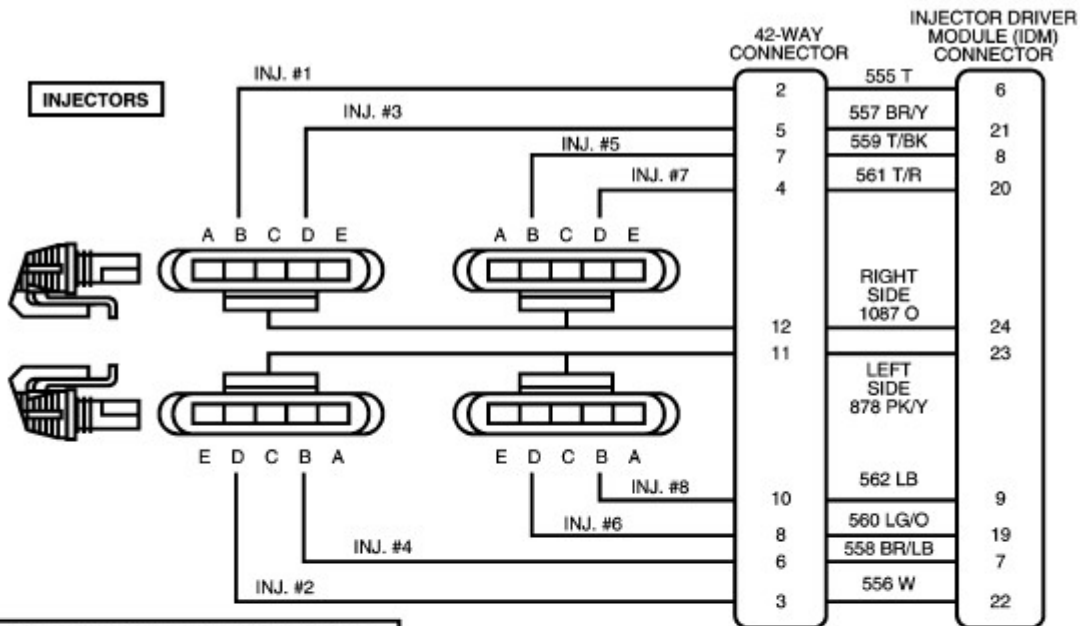 INJECTOR DRIVER
MODULE (IDM)
CONNECTOR
42-WAY
CONNECTOR
INJECTORS
INJ. #1
2
555 T
6
INJ. #3
5
557 BR/Y
21
INJ. #5
7
559 T/BK
8
INJ. #7
4
561 T/R
20
A B C D E
A B C D E
RIGHT
SIDE
1087 O
12
24
11
23
LEFT
SIDE
878 PK/Y
E D C B A
E D C B A
INJ. #8
10
562 LB
9
INJ. #6
8
560 LG/O
19
INJ. #4
6
558 BR/LB
7
INJ. #2
3
556 W
22